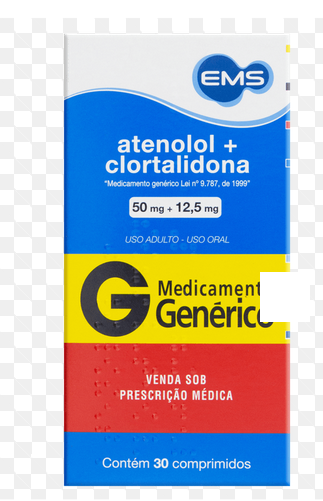 EMS
atenolol +
clortalidona
"Medicamento genérico Lei nº 9.787, de 1999"
50 mg + 12,5 mg
USO ADULTO - USO ORAL
G Medicament
Genérico
VENDA SOB
PRESCRIÇÃO MÉDICA
Contém 30 comprimidos